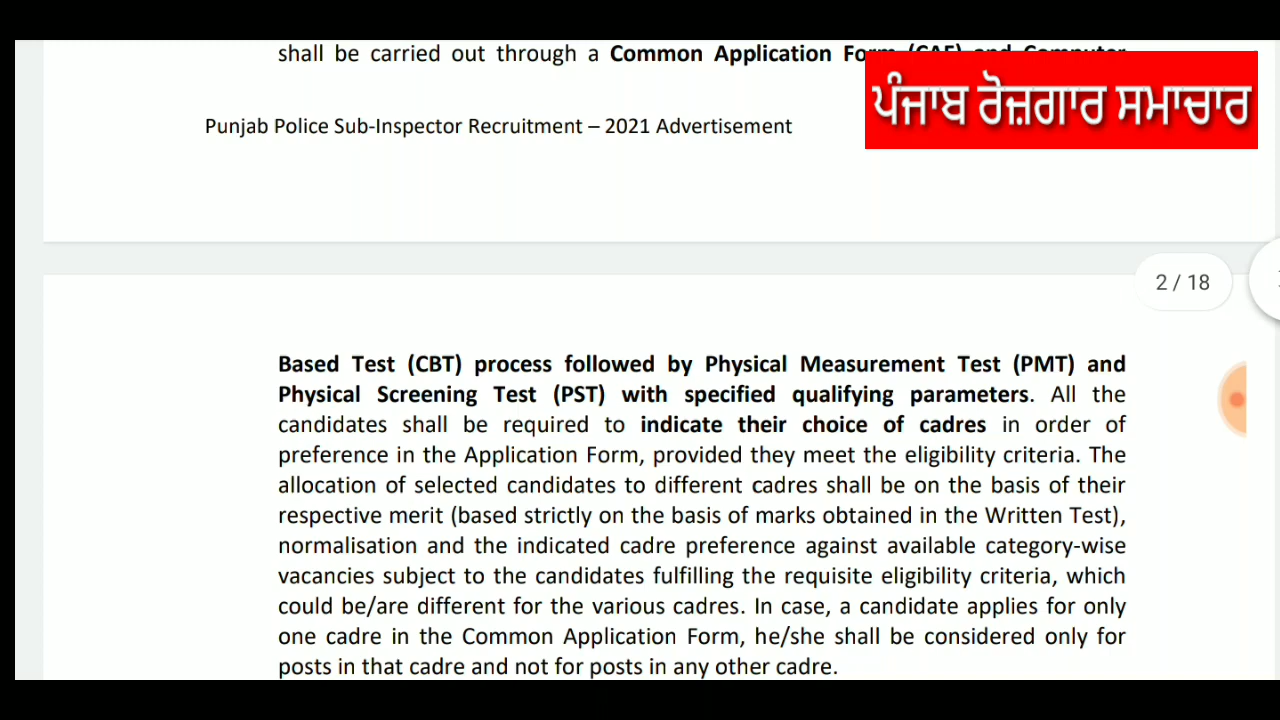 shall be carried out through a Common Application Form (CAF) and Computer
ਪੰਜਾਬ ਰੋਜ਼ਗਾਰ ਸਮਾਚਾਰ
Punjab Police Sub-Inspector Recruitment – 2021 Advertisement
2 / 18
Based Test (CBT) process followed by Physical Measurement Test (PMT) and
Physical Screening Test (PST) with specified qualifying parameters. All the
candidates shall be required to indicate their choice of cadres in order of
preference in the Application Form, provided they meet the eligibility criteria. The
allocation of selected candidates to different cadres shall be on the basis of their
respective merit (based strictly on the basis of marks obtained in the Written Test),
normalisation and the indicated cadre preference against available category-wise
vacancies subject to the candidates fulfilling the requisite eligibility criteria, which
could be/are different for the various cadres. In case, a candidate applies for only
one cadre in the Common Application Form, he/she shall be considered only for
posts in that cadre and not for posts in any other cadre.